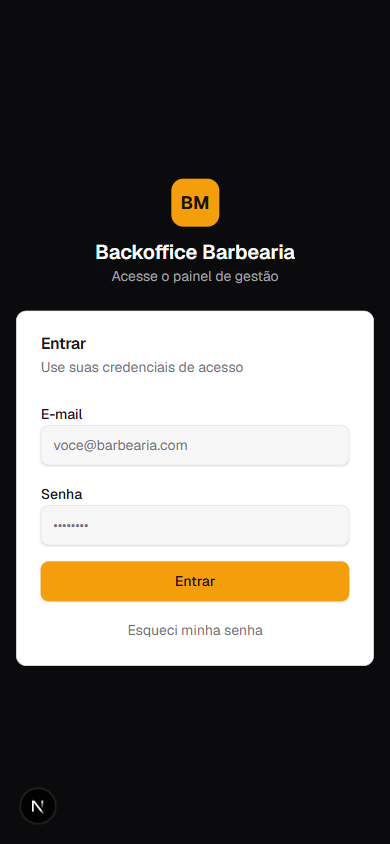 BM
Backoffice Barbearia
Acesse o painel de gestão
Entrar
Use suas credenciais de acesso
E-mail
voce@barbearia.com
Senha
••••••••
Entrar
Esqueci minha senha
N